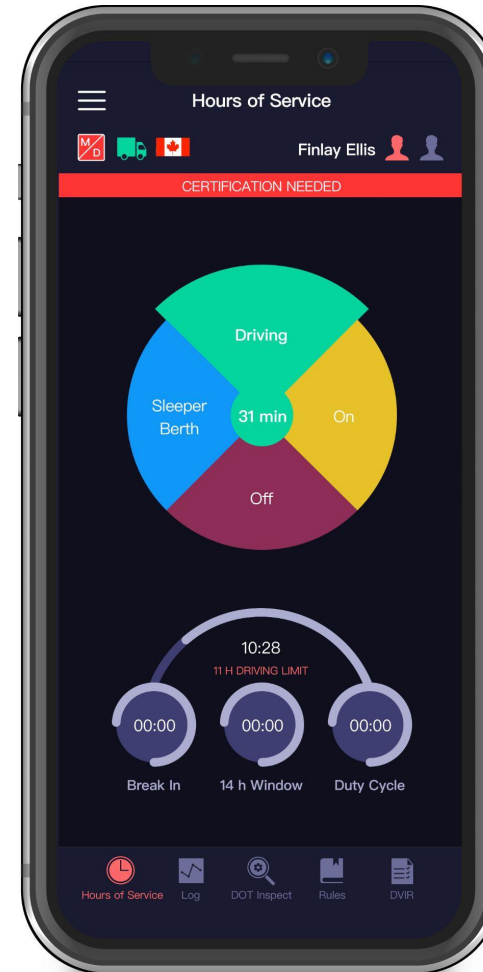 Hours of Service
M/D
Finlay Ellis
CERTIFICATION NEEDED
Driving
Sleeper
Berth
31 min
On
Off
10:28
11 H DRIVING LIMIT
00:00
00:00
00:00
Break In
14 h Window
Duty Cycle
Hours of Service
Log
DOT Inspect
Rules
DVIR